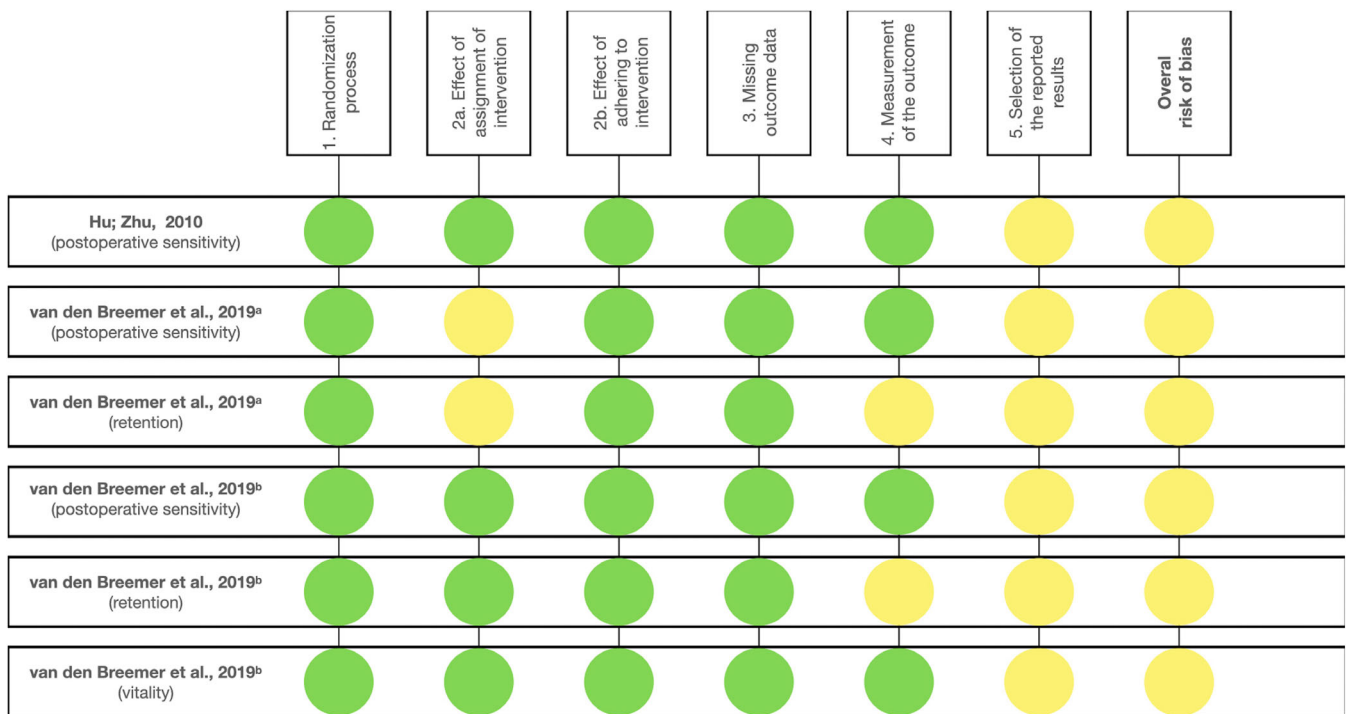 1. Randomization
process
2a. Effect of
assignment of
intervention
2b. Effect of
adhering to
intervention
3. Missing
outcome data
4. Measurement
of the outcome
5. Selection of
the reported
results
Overal
risk of bias
Hu; Zhu, 2010
(postoperative sensitivity)
van den Breemer et al., 2019ᵃ
(postoperative sensitivity)
van den Breemer et al., 2019ᵃ
(retention)
van den Breemer et al., 2019ᵇ
(postoperative sensitivity)
van den Breemer et al., 2019ᵇ
(retention)
van den Breemer et al., 2019ᵇ
(vitality)